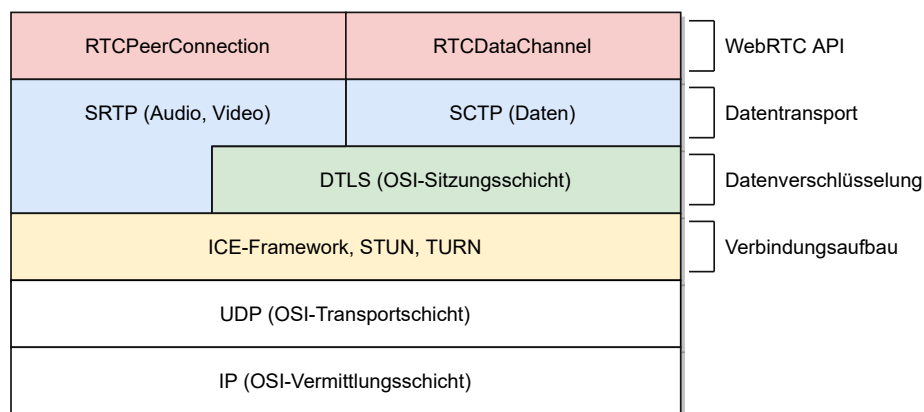 RTCPeerConnection
RTCDataChannel
WebRTC API
SRTP (Audio, Video)
SCTP (Daten)
Datentransport
DTLS (OSI-Sitzungsschicht)
Datenverschlüsselung
ICE-Framework, STUN, TURN
Verbindungsaufbau
UDP (OSI-Transportschicht)
IP (OSI-Vermittlungsschicht)